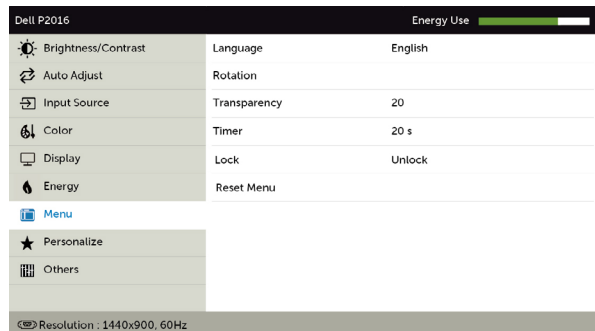 Dell P2016 Energy Use
Brightness/Contrast Language English
Auto Adjust Rotation
Input Source Transparency 20
Color Timer 20 s
Display Lock Unlock
Energy Reset Menu
Menu
Personalize
Others
Resolution : 1440x900, 60Hz